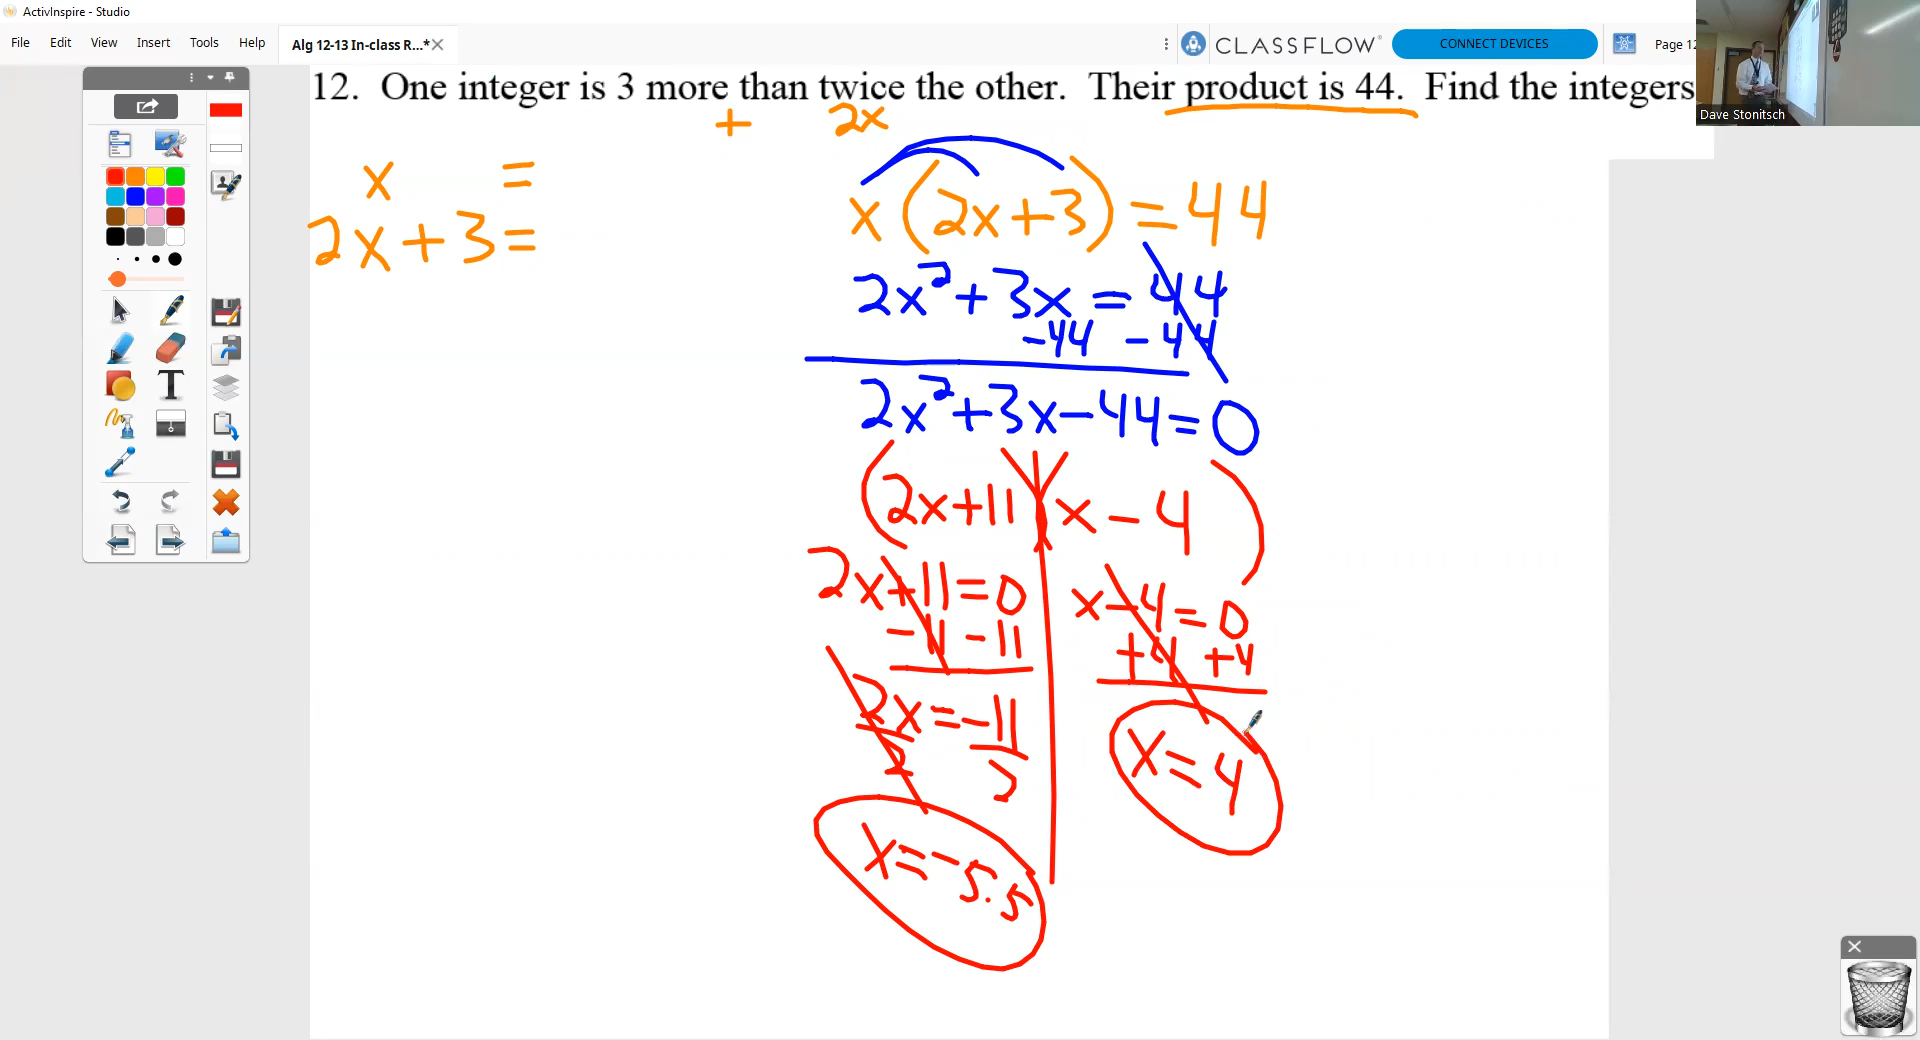 ActivInspire - Studio
File Edit View Insert Tools Help
Alg 12-13 In-class R...*
CLASSFLOW
CONNECT DEVICES
Page 12
Dave Stonitsch
12. One integer is 3 more than twice the other. Their product is 44. Find the integers
+ 2x
x =
2x + 3 =
x (2x + 3) = 44
2x² + 3x = 44
-44 - 44
2x² + 3x - 44 = 0
(2x + 11)(x - 4)
2x + 11 = 0
- 11 - 11
2x = -11
2 2
x = -5.5
x - 4 = 0
+4 +4
x = 4